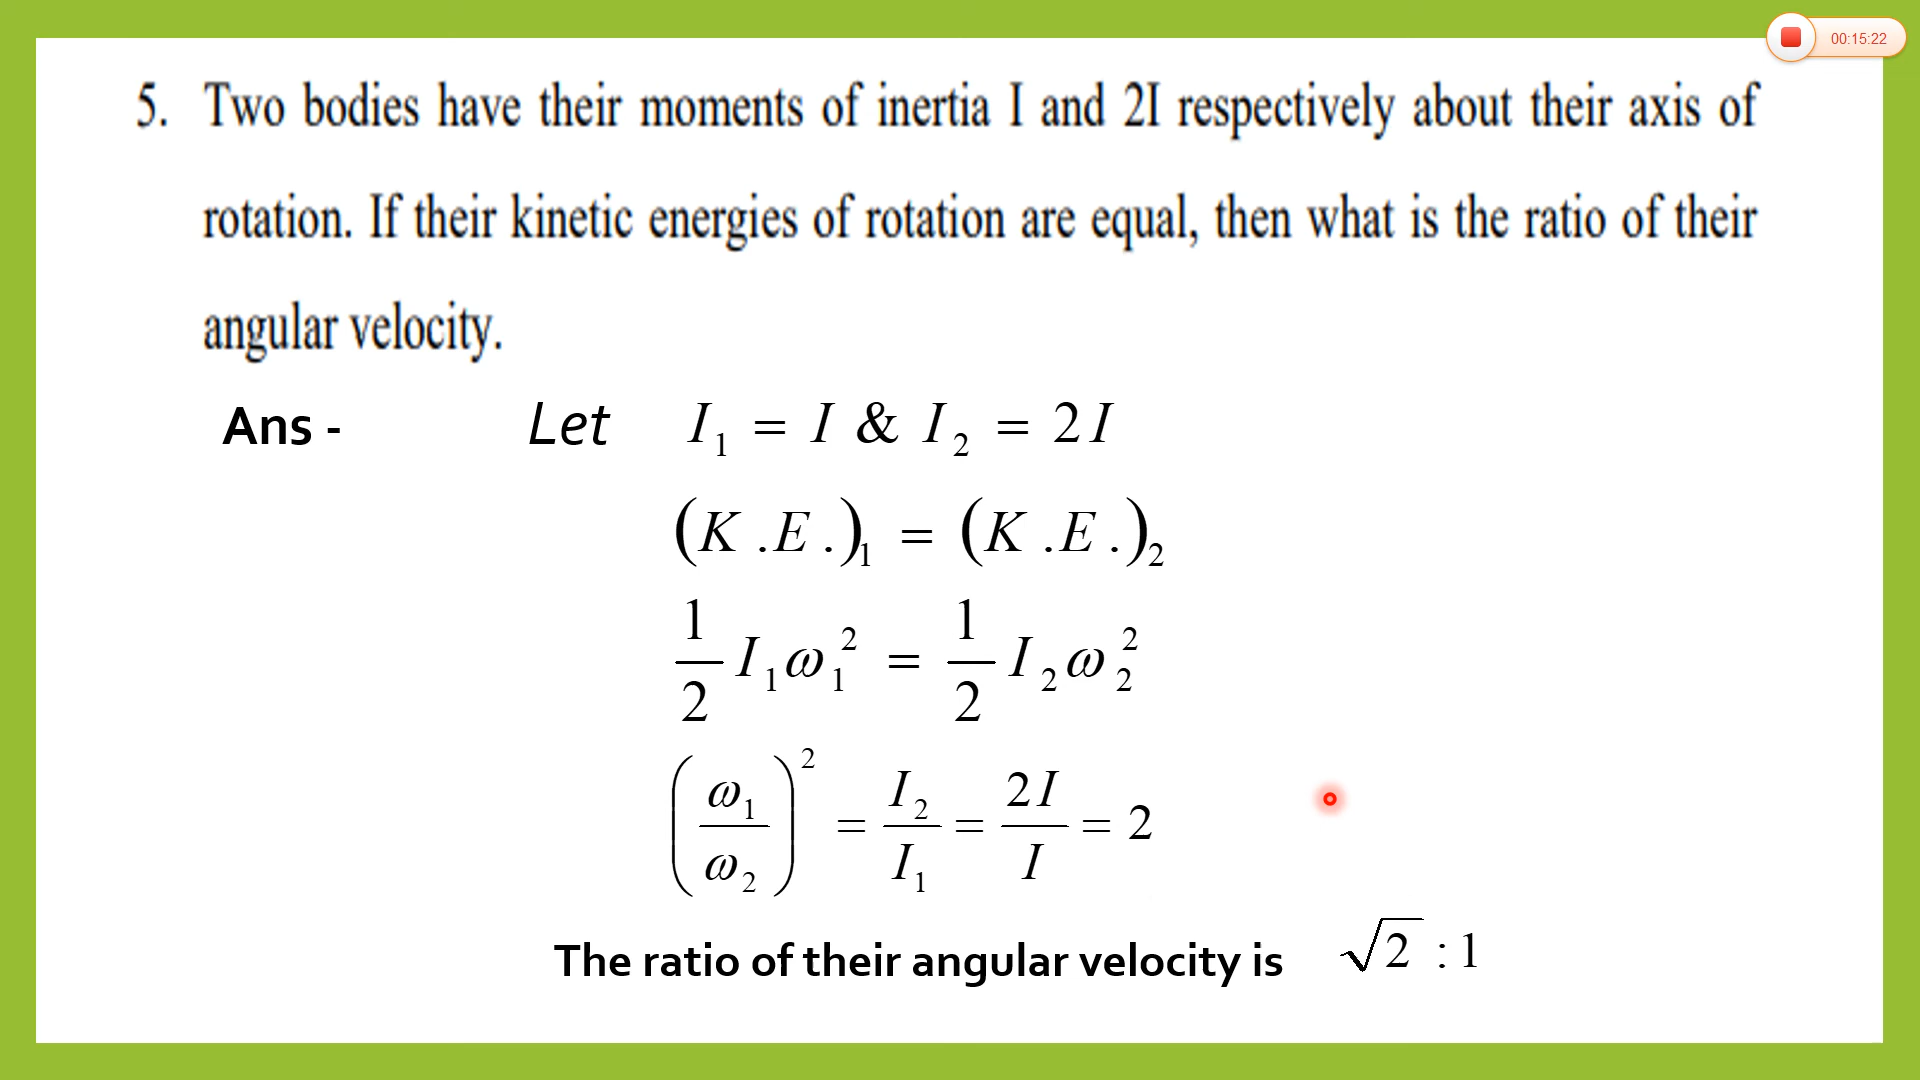 00:15:22
5. Two bodies have their moments of inertia I and 2I respectively about their axis of
rotation. If their kinetic energies of rotation are equal, then what is the ratio of their
angular velocity.
Ans - Let I₁ = I & I₂ = 2I
(K.E.)₁ = (K.E.)₂
1/2 I₁ω₁² = 1/2 I₂ω₂²
(ω₁/ω₂)² = I₂/I₁ = 2I/I = 2
The ratio of their angular velocity is √2 : 1